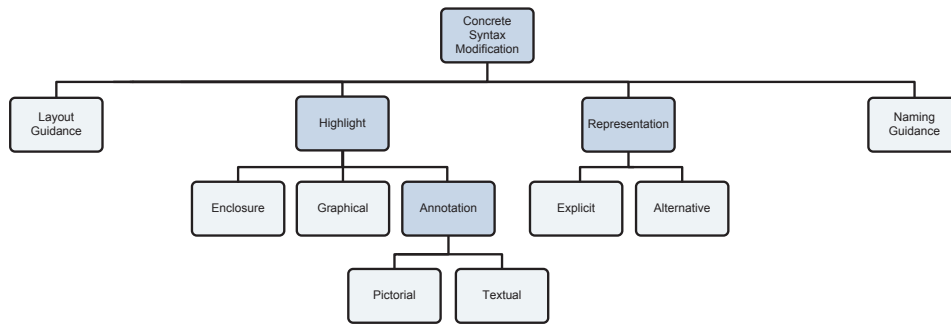 Concrete
Syntax
Modification
Layout
Guidance
Highlight
Representation
Naming
Guidance
Enclosure
Graphical
Annotation
Explicit
Alternative
Pictorial
Textual